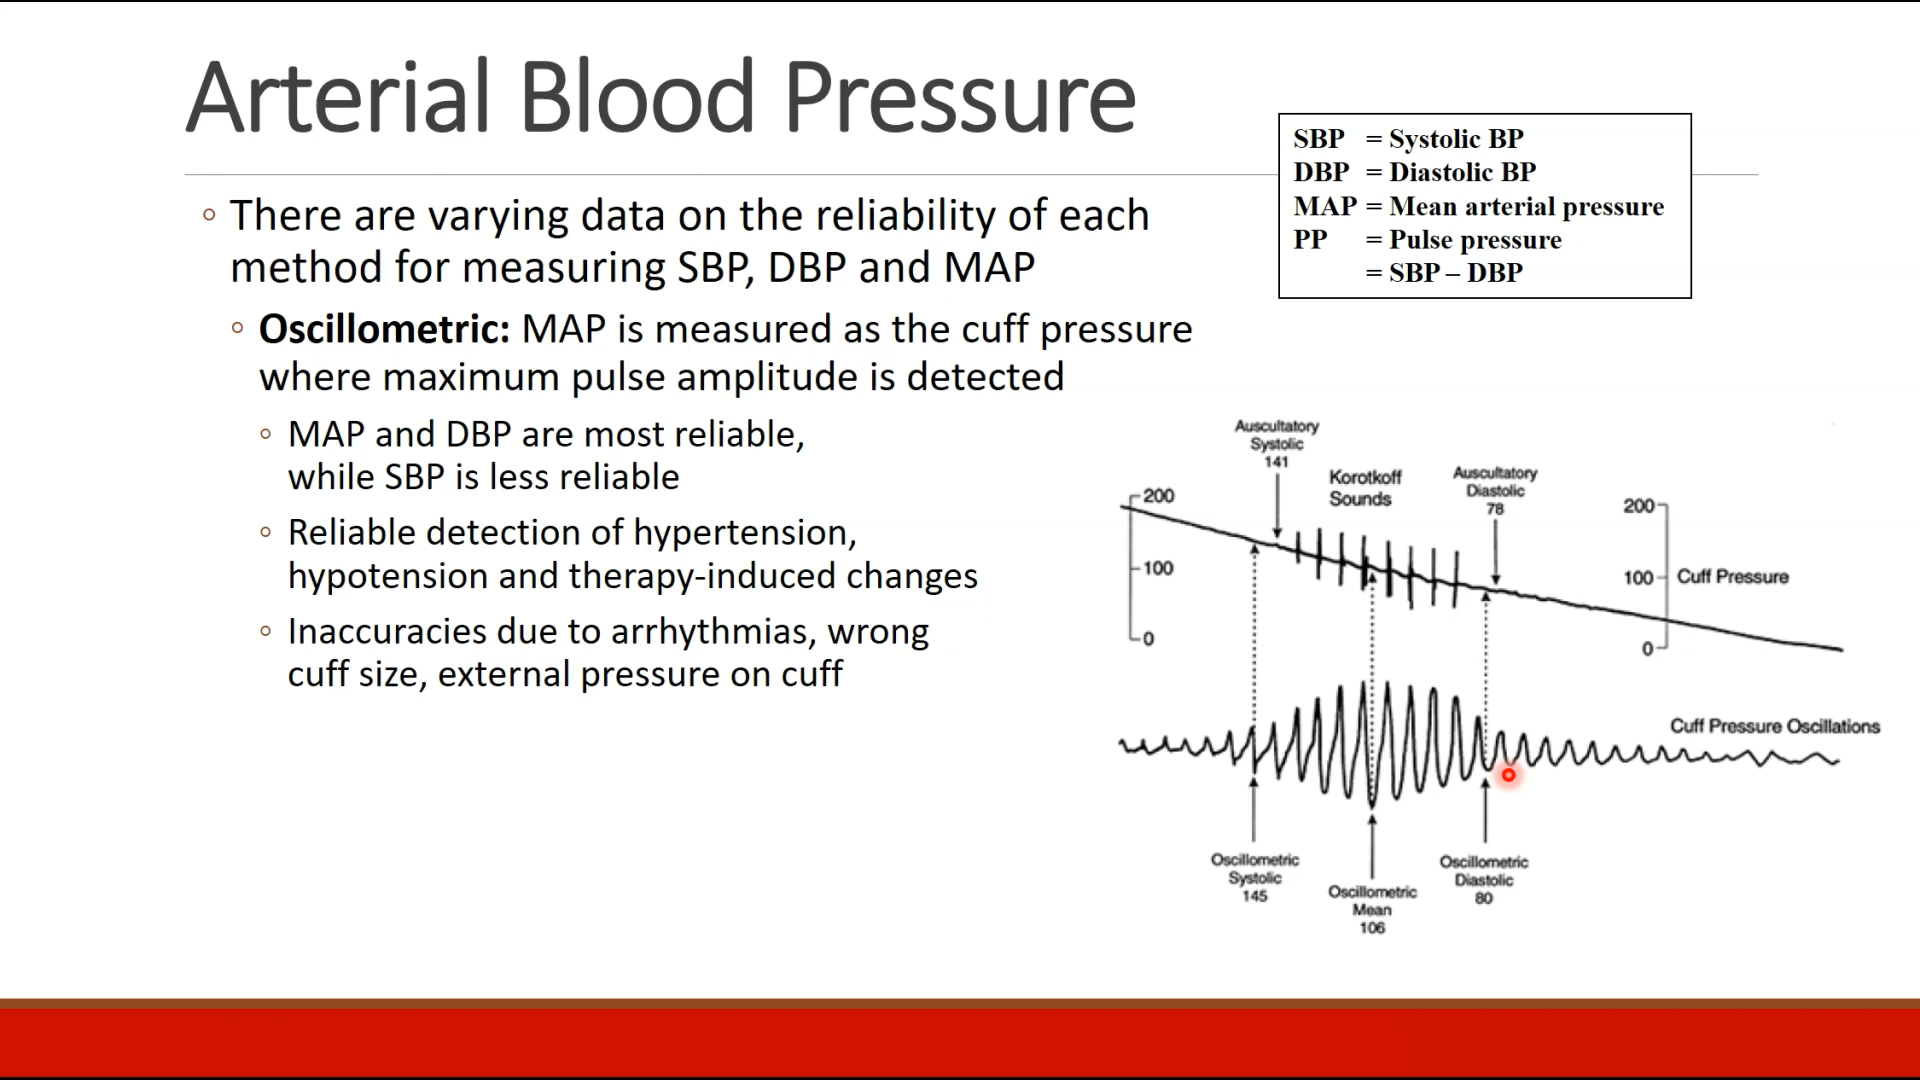 Arterial Blood Pressure
SBP = Systolic BP
DBP = Diastolic BP
MAP = Mean arterial pressure
PP = Pulse pressure
= SBP – DBP
◦ There are varying data on the reliability of each
method for measuring SBP, DBP and MAP
◦ Oscillometric: MAP is measured as the cuff pressure
where maximum pulse amplitude is detected
◦ MAP and DBP are most reliable,
while SBP is less reliable
◦ Reliable detection of hypertension,
hypotension and therapy-induced changes
◦ Inaccuracies due to arrhythmias, wrong
cuff size, external pressure on cuff
Auscultatory
Systolic
141
Korotkoff
Sounds
Auscultatory
Diastolic
78
200
100
0
200
100
0
Cuff Pressure
Cuff Pressure Oscillations
Oscillometric
Systolic
145
Oscillometric
Mean
106
Oscillometric
Diastolic
80